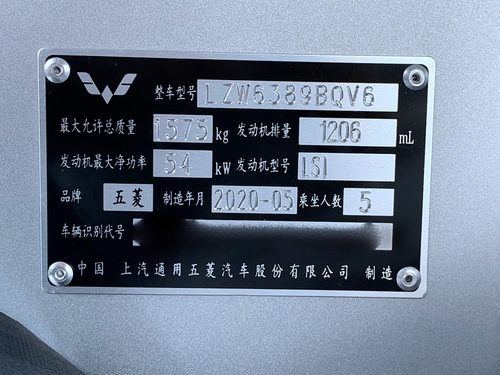 整车型号 LZW6389BQV6
最大允许总质量 1575 kg 发动机排量 1206 mL
发动机最大净功率 54 kW 发动机型号 LSI
品牌 五菱 制造年月 2020-05 乘坐人数 5
车辆识别代号
中国 上汽通用五菱汽车股份有限公司 制造